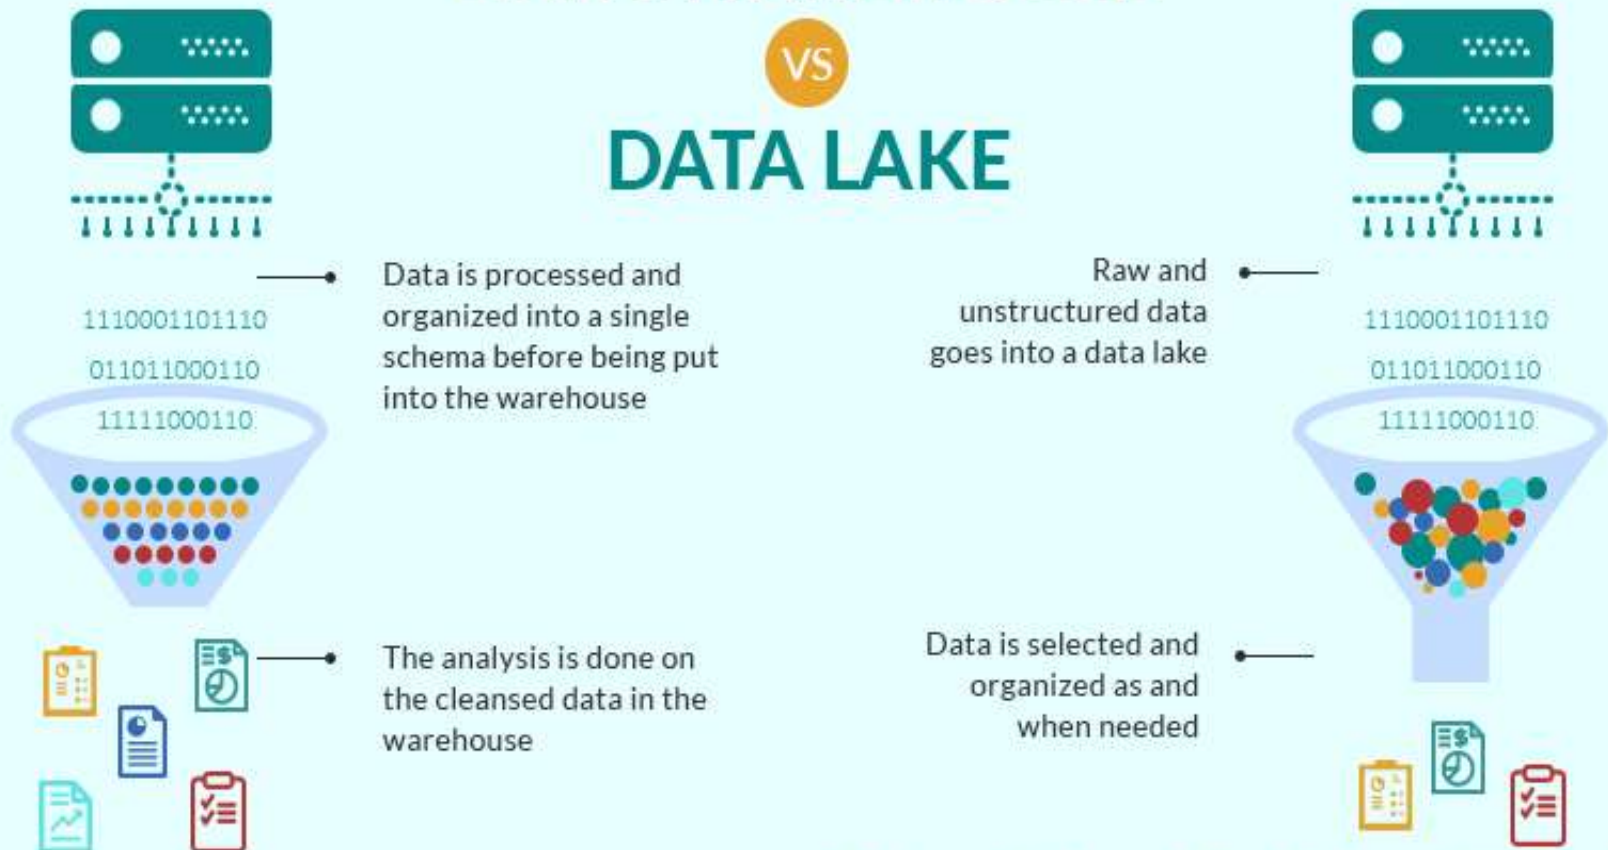 VS
DATA LAKE
Data is processed and
organized into a single
schema before being put
into the warehouse
Raw and
unstructured data
goes into a data lake
1110001101110
011011000110
11111000110
1110001101110
011011000110
11111000110
The analysis is done on
the cleansed data in the
warehouse
Data is selected and
organized as and
when needed